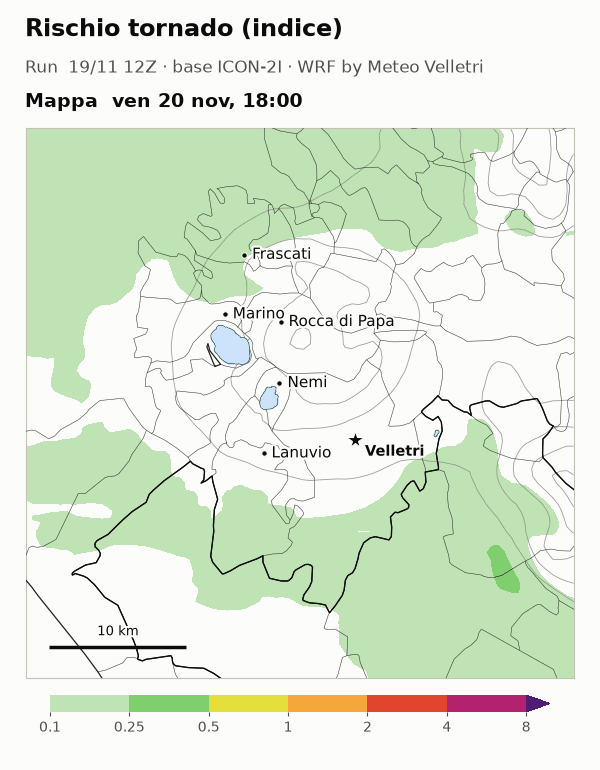 Rischio tornado (indice)
Run  19/11 12Z · base ICON-2I · WRF by Meteo Velletri
Mappa  ven 20 nov, 18:00
Frascati
Marino
Rocca di Papa
Nemi
Velletri
Lanuvio
10 km
0.1 0.25 0.5 1 2 4 8